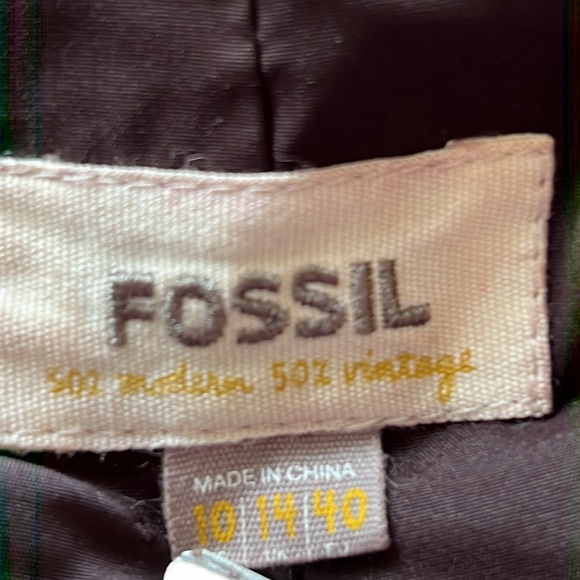 FOSSIL
50% modern 50% vintage
MADE IN CHINA
10 14 40